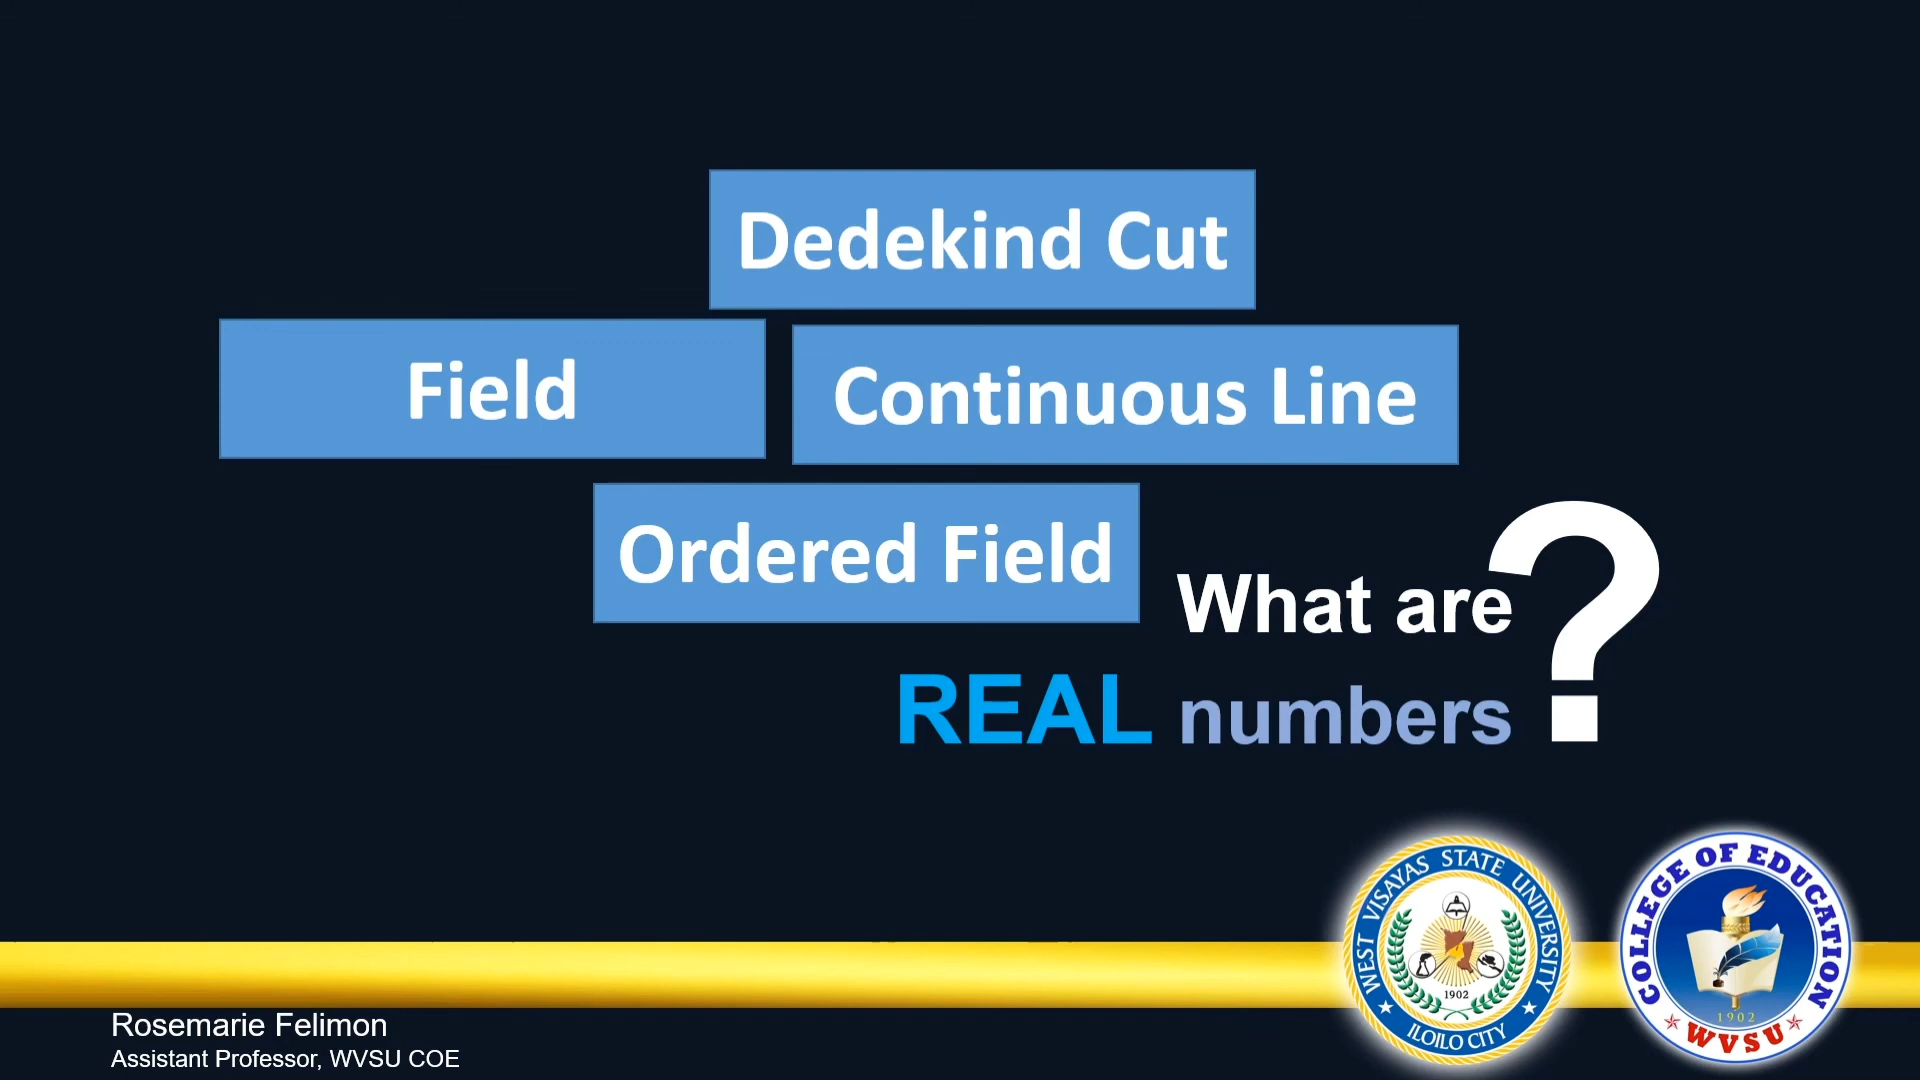 Dedekind Cut
Field
Continuous Line
Ordered Field
What are
REAL numbers
?
WEST VISAYAS STATE UNIVERSITY
1902
ILOILO CITY
COLLEGE OF EDUCATION
1902
WVSU
Rosemarie Felimon
Assistant Professor, WVSU COE